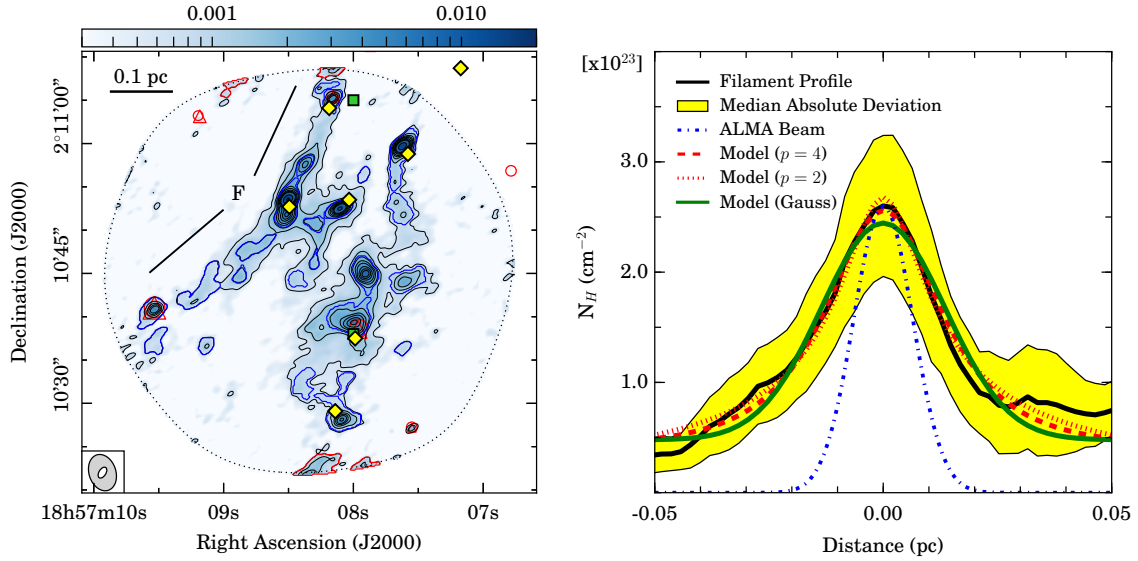 0.001 0.010
0.1 pc
F
2°11'00"
10'45"
10'30"
Declination (J2000)
18h57m10s 09s 08s 07s
Right Ascension (J2000)
[x10²³]
Filament Profile
Median Absolute Deviation
ALMA Beam
Model (p = 4)
Model (p = 2)
Model (Gauss)
3.0
2.0
1.0
N_H (cm⁻²)
-0.05 0.00 0.05
Distance (pc)